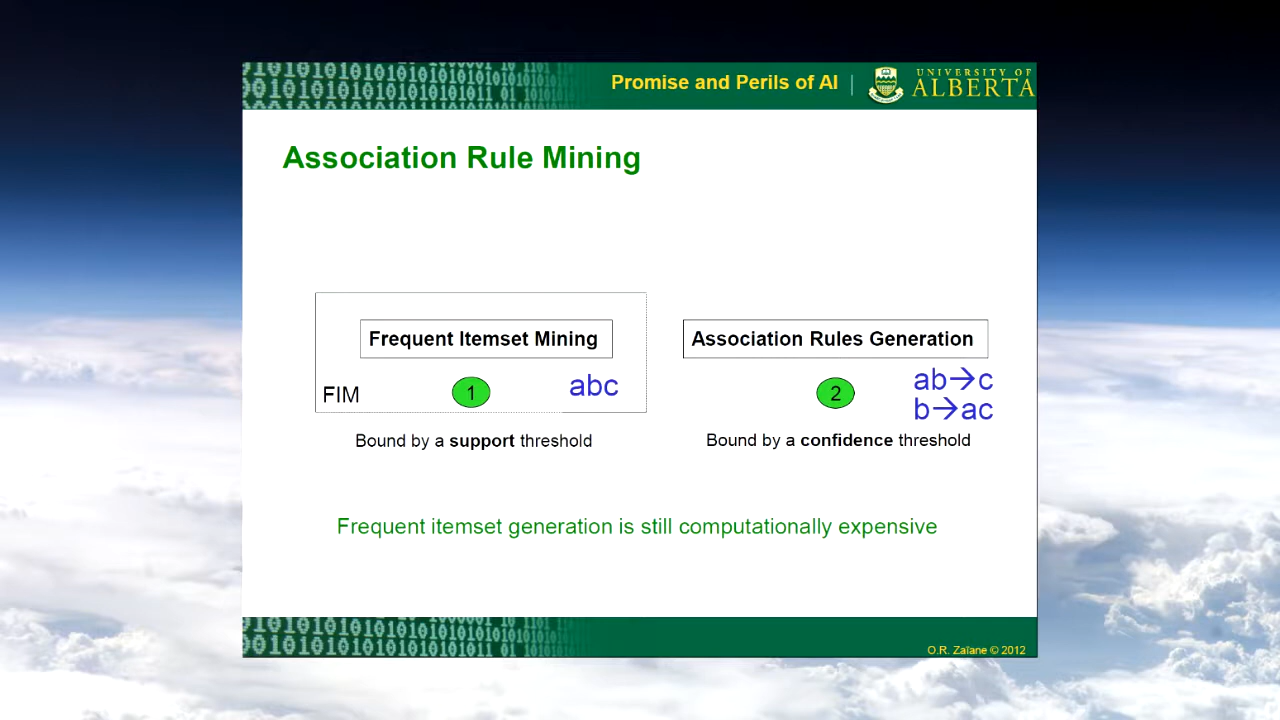 Promise and Perils of AI
UNIVERSITY OF
ALBERTA
Association Rule Mining
Frequent Itemset Mining
FIM
1
abc
Bound by a support threshold
Association Rules Generation
2
ab→c
b→ac
Bound by a confidence threshold
Frequent itemset generation is still computationally expensive
O.R. Zaïane © 2012